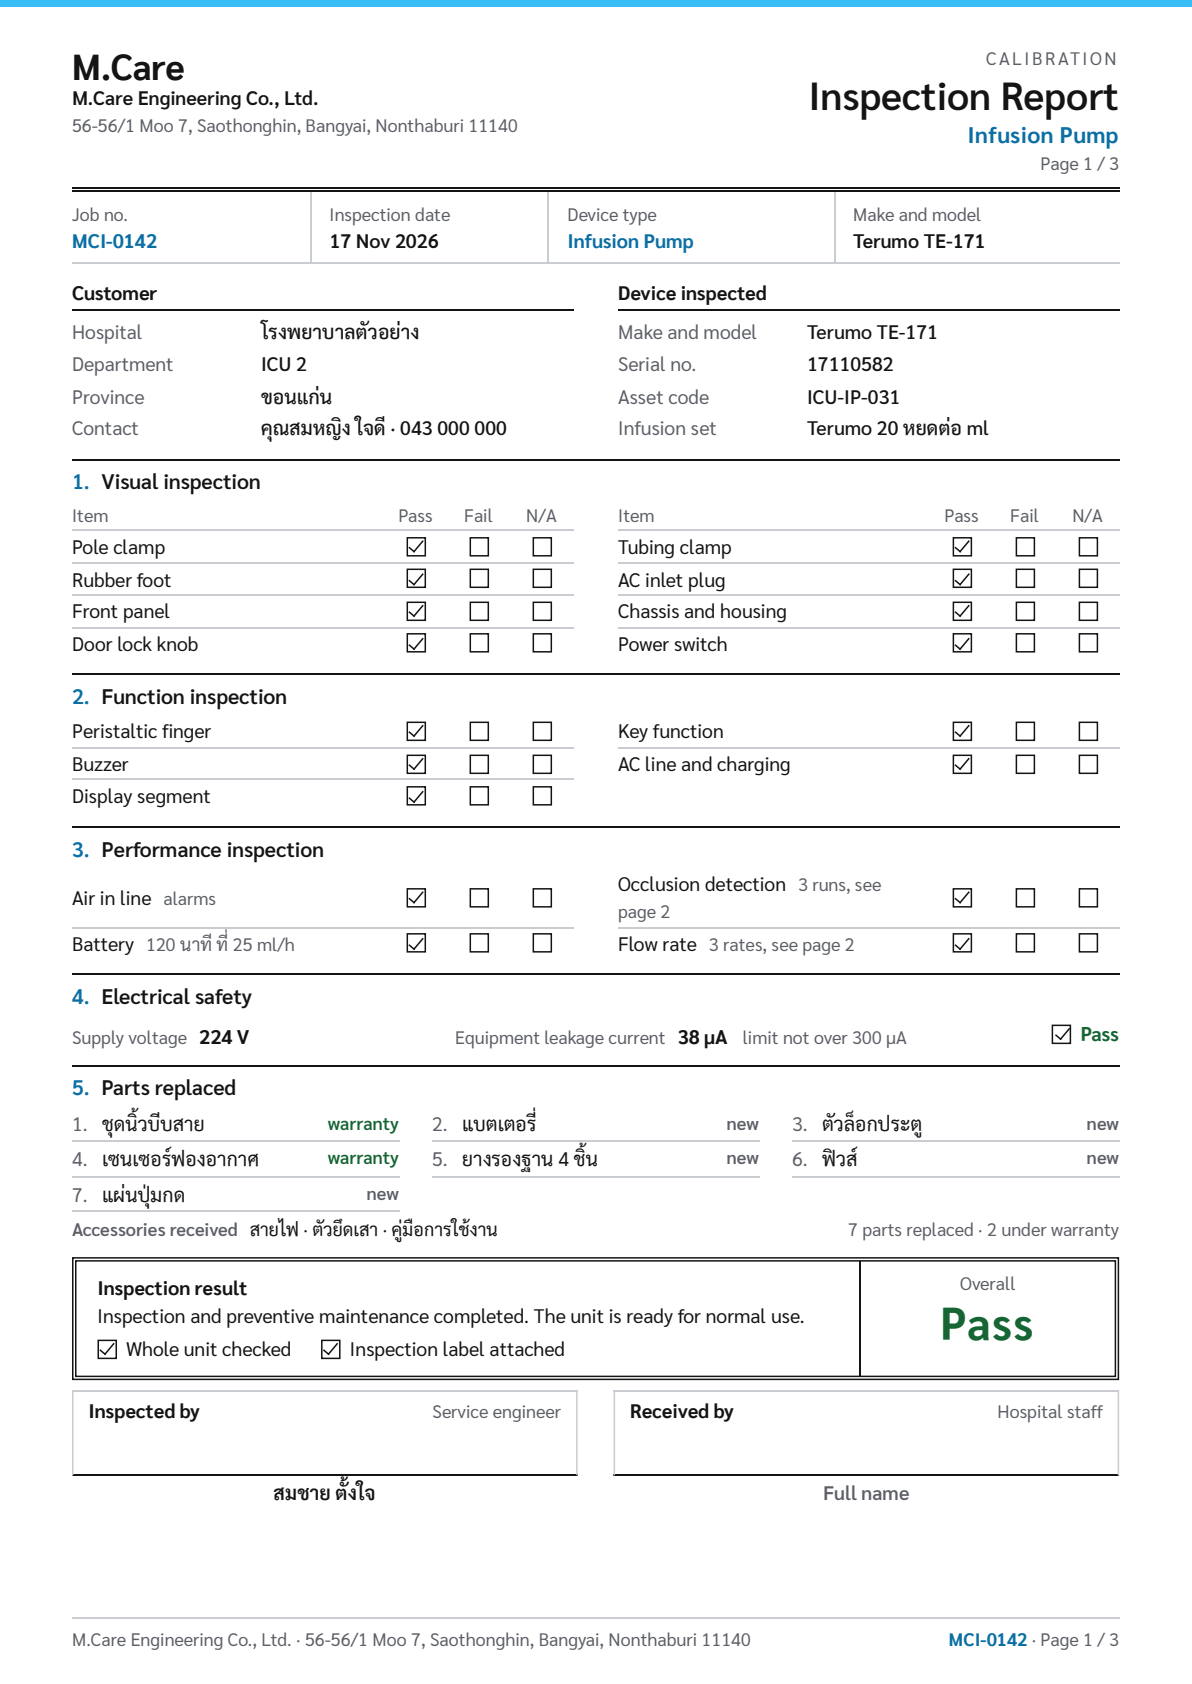 M.Care
M.Care Engineering Co., Ltd.
56-56/1 Moo 7, Saothonghin, Bangyai, Nonthaburi 11140
CALIBRATION
Inspection Report
Infusion Pump
Page 1 / 3
Job no. Inspection date Device type Make and model
MCI-0142 17 Nov 2026 Infusion Pump Terumo TE-171
Customer
Hospital โรงพยาบาลตัวอย่าง
Department ICU 2
Province ขอนแก่น
Contact คุณสมหญิง ใจดี · 043 000 000
Device inspected
Make and model Terumo TE-171
Serial no. 17110582
Asset code ICU-IP-031
Infusion set Terumo 20 หยดต่อ ml
1. Visual inspection
Item Pass Fail N/A Item Pass Fail N/A
Pole clamp ☑ ☐ ☐ Tubing clamp ☑ ☐ ☐
Rubber foot ☑ ☐ ☐ AC inlet plug ☑ ☐ ☐
Front panel ☑ ☐ ☐ Chassis and housing ☑ ☐ ☐
Door lock knob ☑ ☐ ☐ Power switch ☑ ☐ ☐
2. Function inspection
Peristaltic finger ☑ ☐ ☐ Key function ☑ ☐ ☐
Buzzer ☑ ☐ ☐ AC line and charging ☑ ☐ ☐
Display segment ☑ ☐ ☐
3. Performance inspection
Air in line alarms ☑ ☐ ☐ Occlusion detection 3 runs, see
page 2 ☑ ☐ ☐
Battery 120 นาที ที่ 25 ml/h ☑ ☐ ☐ Flow rate 3 rates, see page 2 ☑ ☐ ☐
4. Electrical safety
Supply voltage 224 V Equipment leakage current 38 µA limit not over 300 µA ☑ Pass
5. Parts replaced
1. ชุดนิ้วบีบสาย warranty 2. แบตเตอรี่ new 3. ตัวล็อกประตู new
4. เซนเซอร์ฟองอากาศ warranty 5. ยางรองฐาน 4 ชิ้น new 6. ฟิวส์ new
7. แผ่นปุ่มกด new
Accessories received สายไฟ · ตัวยึดเสา · คู่มือการใช้งาน 7 parts replaced · 2 under warranty
Inspection result
Inspection and preventive maintenance completed. The unit is ready for normal use.
☑ Whole unit checked ☑ Inspection label attached
Overall
Pass
Inspected by Service engineer
สมชาย ตั้งใจ
Received by Hospital staff
Full name
M.Care Engineering Co., Ltd. · 56-56/1 Moo 7, Saothonghin, Bangyai, Nonthaburi 11140 MCI-0142 · Page 1 / 3